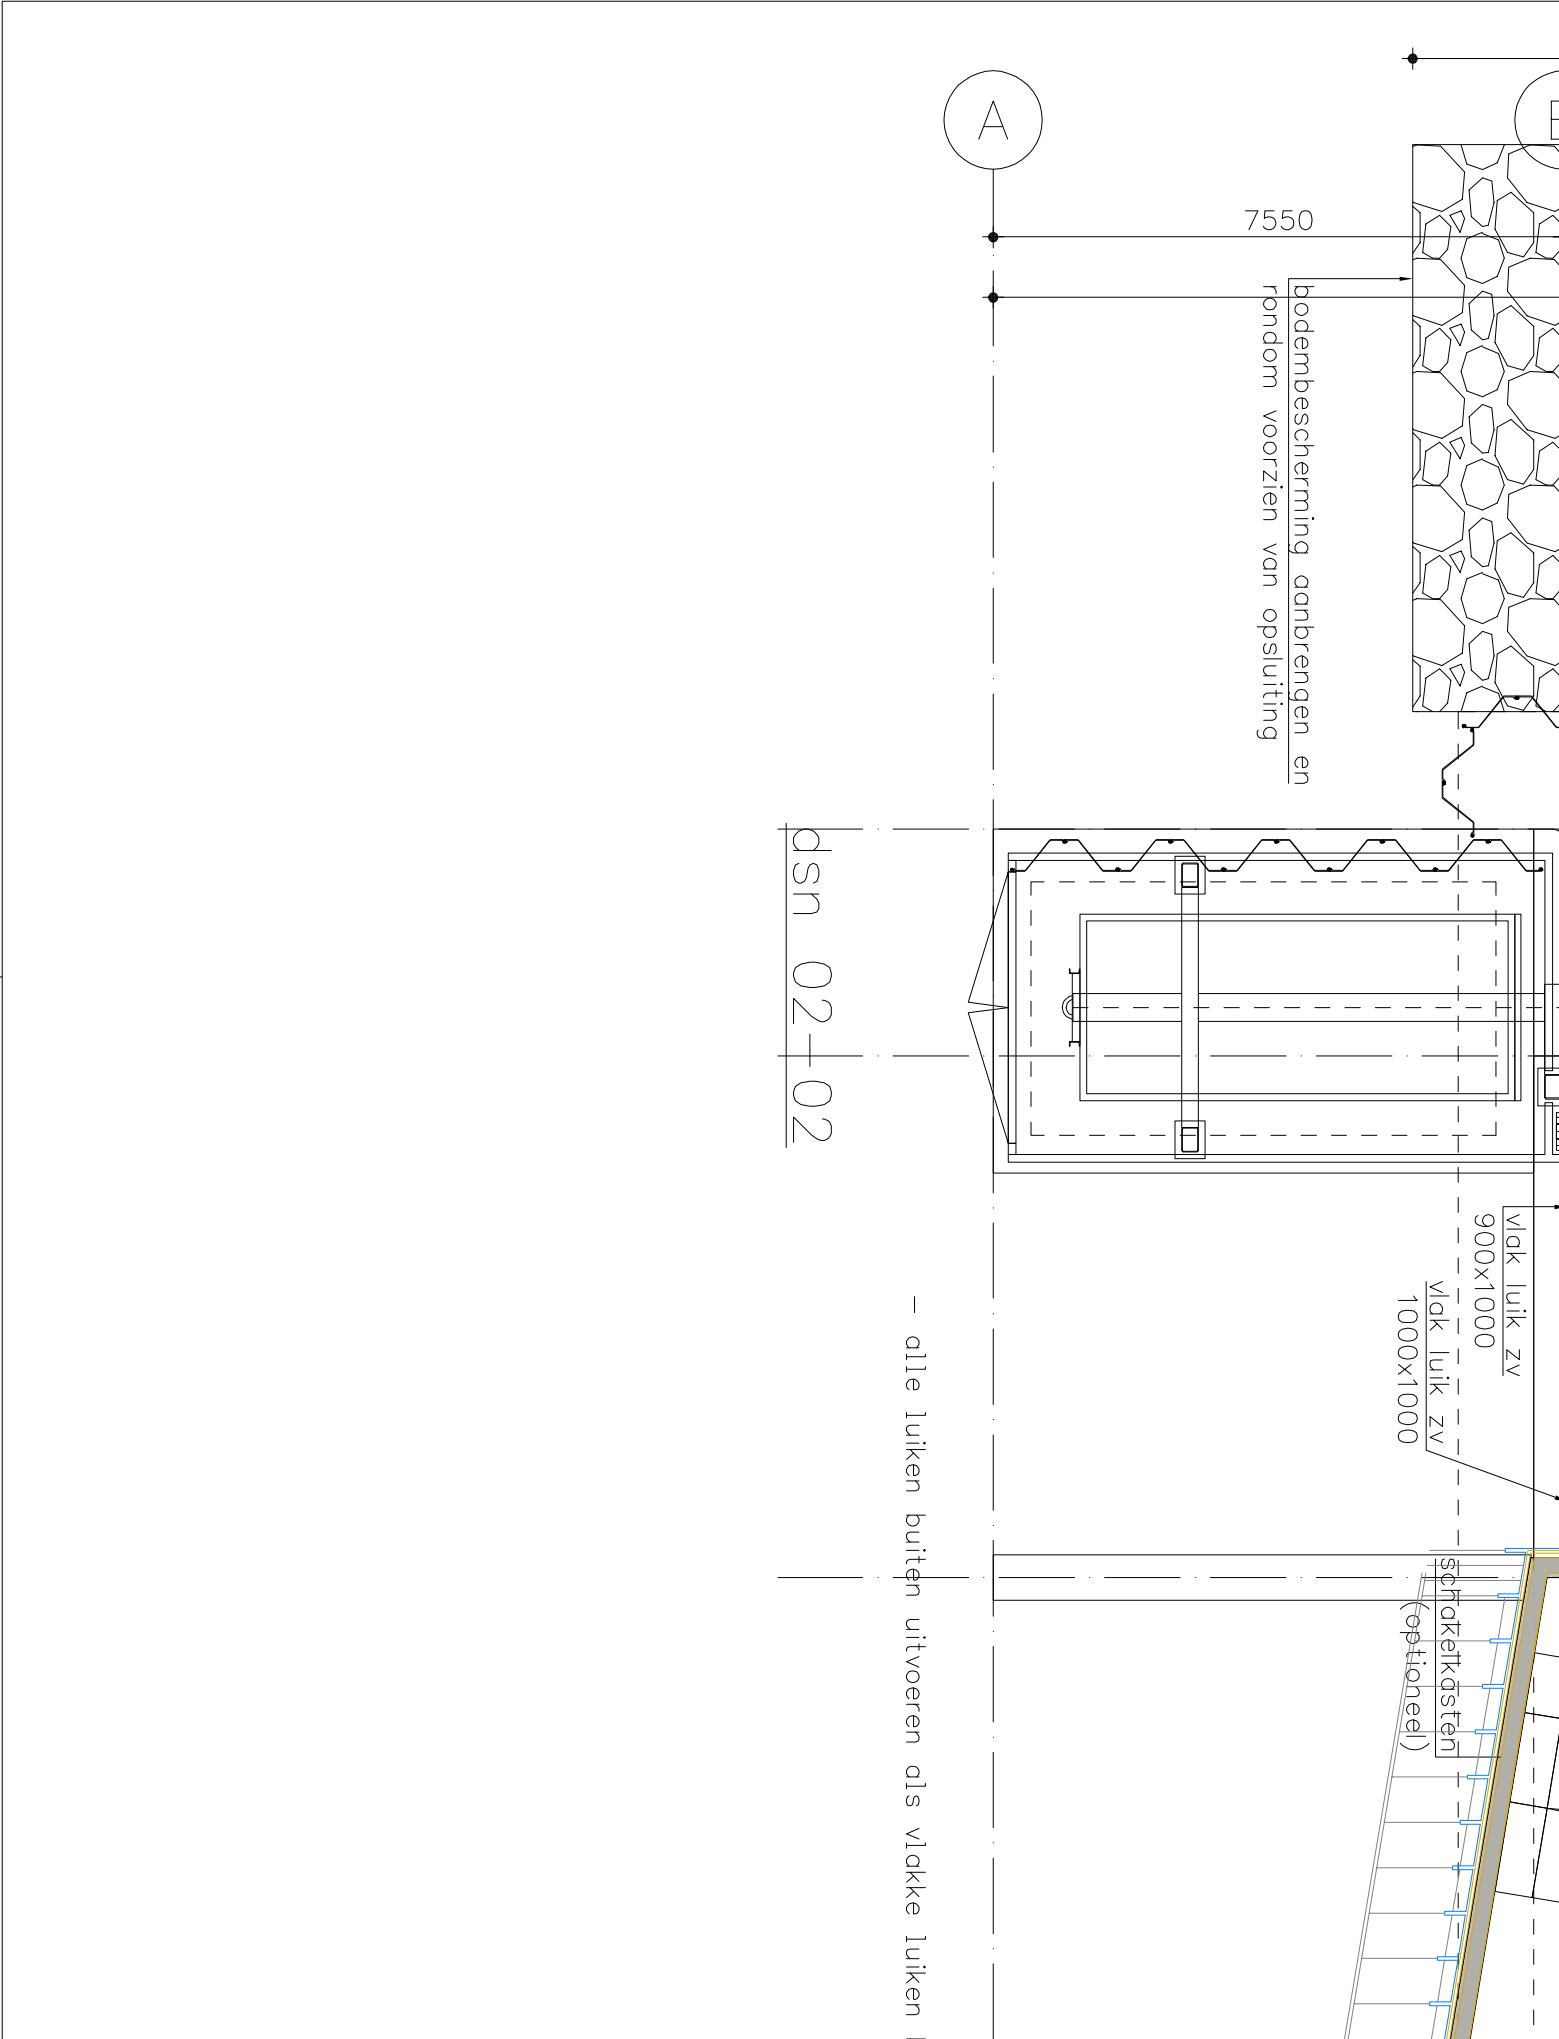 A
7550
bodembescherming aanbrengen en
rondom voorzien van opsluiting
dsn 02-02
vlak luik zv
900x1000
vlak luik zv
1000x1000
- alle luiken buiten uitvoeren als vlakke luiken
schakelkasten
(optioneel)